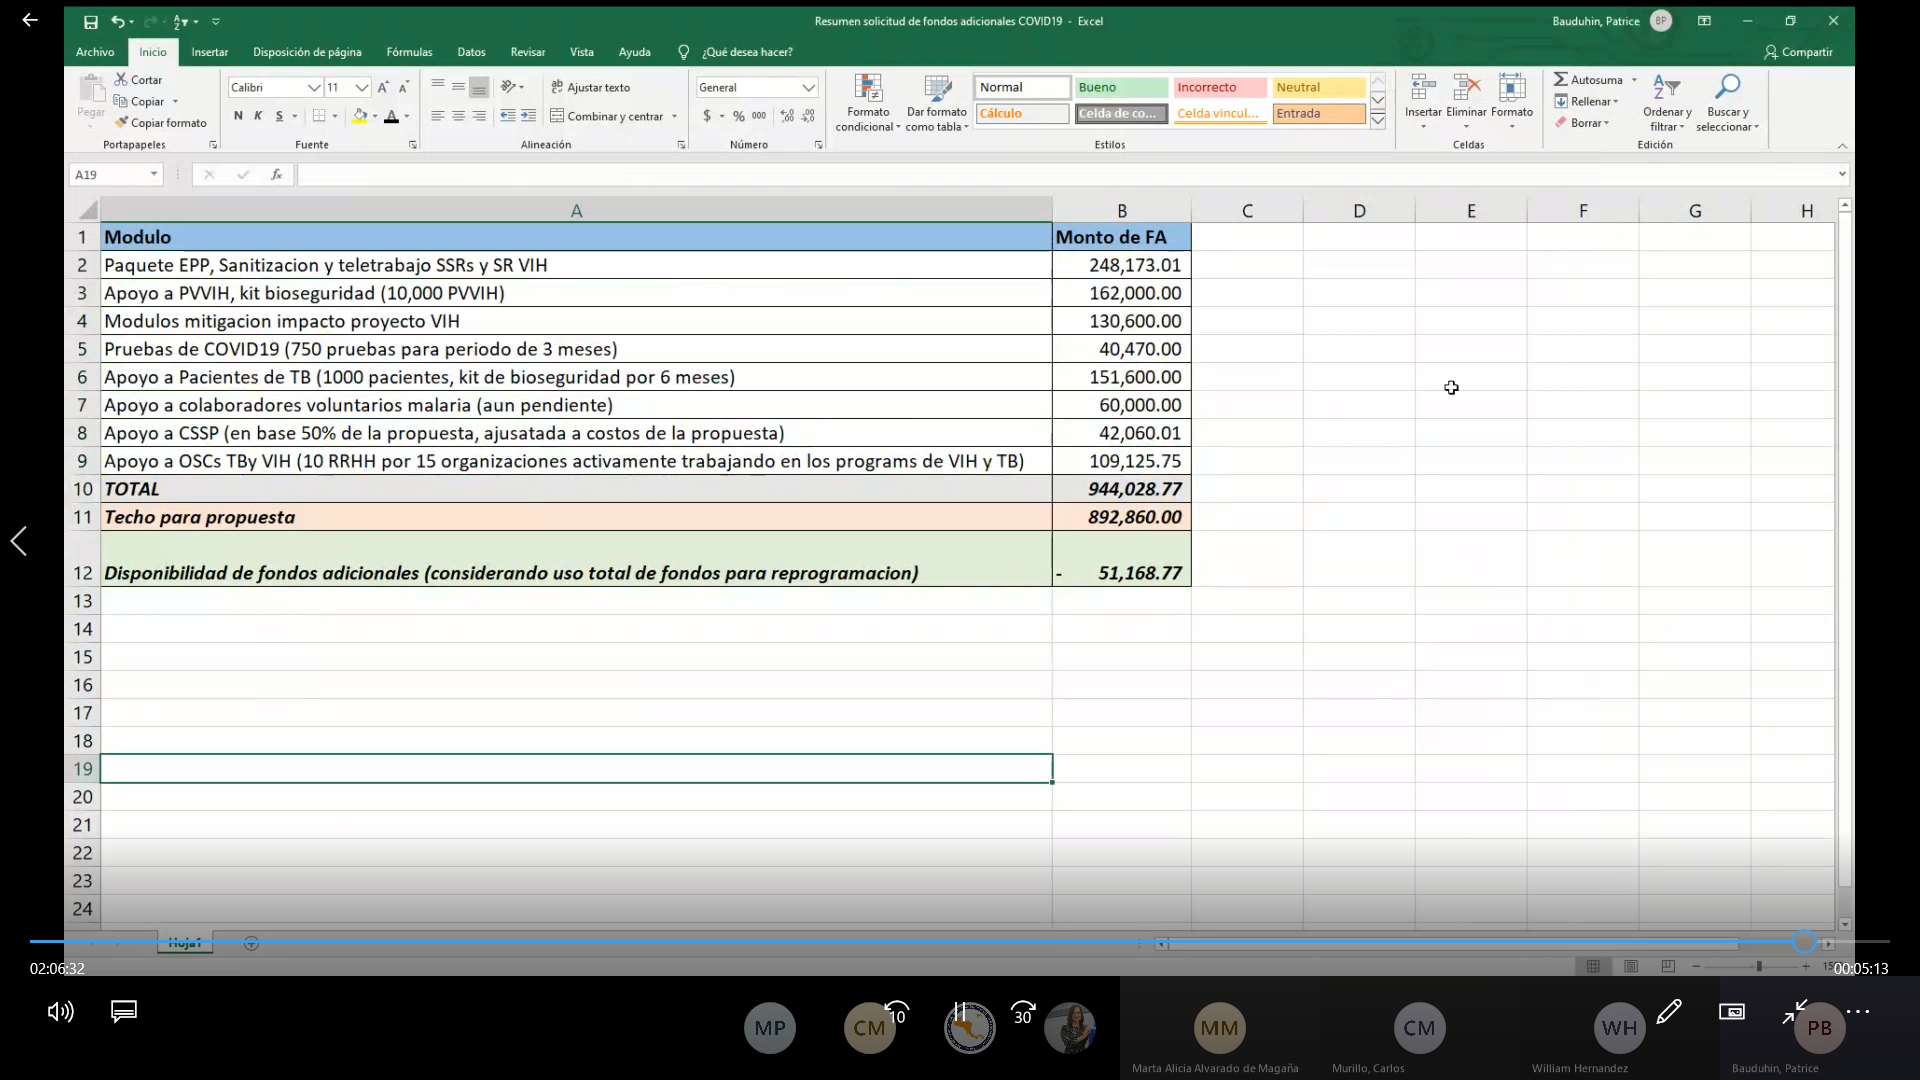 Resumen solicitud de fondos adicionales COVID19 - Excel
Bauduhin, Patrice
BP
Archivo Inicio Insertar Disposición de página Fórmulas Datos Revisar Vista Ayuda ¿Qué desea hacer?
Compartir
Pegar
Cortar
Copiar
Copiar formato
Portapapeles
Calibri 11
N K S
Fuente
Ajustar texto
Combinar y centrar
Alineación
General
$ % 000
Número
Formato condicional
Dar formato como tabla
Normal Bueno Incorrecto Neutral
Cálculo Celda de co... Celda vincul... Entrada
Estilos
Insertar Eliminar Formato
Celdas
Autosuma
Rellenar
Borrar
Ordenar y filtrar
Buscar y seleccionar
Edición
A19
fx
A B C D E F G H
1 Modulo Monto de FA
2 Paquete EPP, Sanitizacion y teletrabajo SSRs y SR VIH 248,173.01
3 Apoyo a PVVIH, kit bioseguridad (10,000 PVVIH) 162,000.00
4 Modulos mitigacion impacto proyecto VIH 130,600.00
5 Pruebas de COVID19 (750 pruebas para periodo de 3 meses) 40,470.00
6 Apoyo a Pacientes de TB (1000 pacientes, kit de bioseguridad por 6 meses) 151,600.00
7 Apoyo a colaboradores voluntarios malaria (aun pendiente) 60,000.00
8 Apoyo a CSSP (en base 50% de la propuesta, ajusatada a costos de la propuesta) 42,060.01
9 Apoyo a OSCs TBy VIH (10 RRHH por 15 organizaciones activamente trabajando en los programs de VIH y TB) 109,125.75
10 TOTAL 944,028.77
11 Techo para propuesta 892,860.00
12 Disponibilidad de fondos adicionales (considerando uso total de fondos para reprogramacion) - 51,168.77
13
14
15
16
17
18
19
20
21
22
23
24
Hoja1
02:06:32
00:05:13
10
30
MP CM MM CM WH PB
Marta Alicia Alvarado de Magaña
Murillo, Carlos
William Hernandez
Bauduhin, Patrice